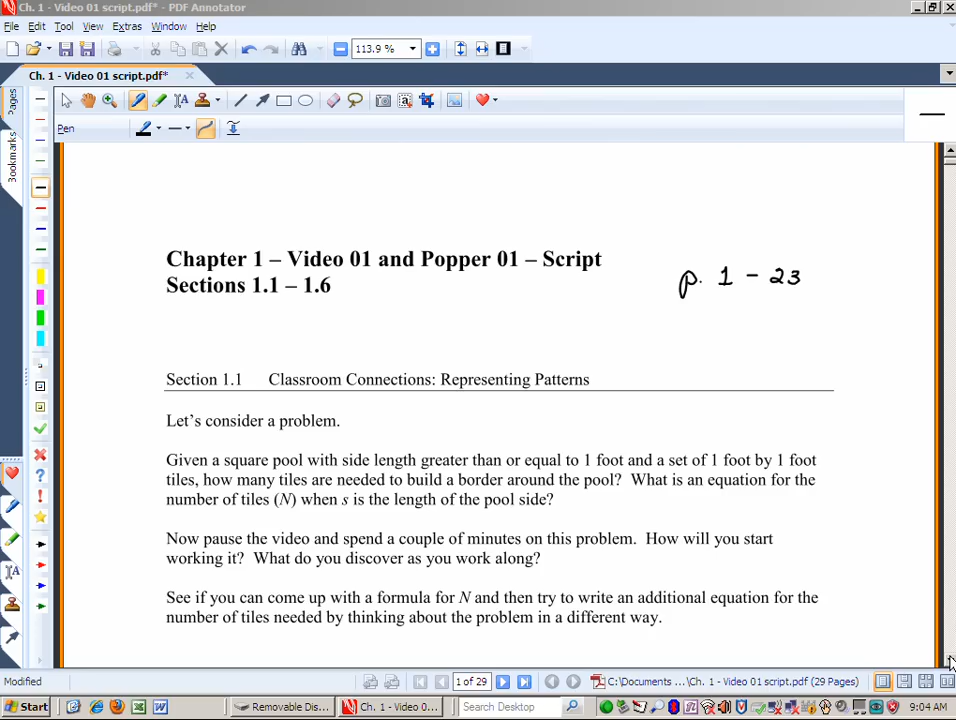 Ch. 1 - Video 01 script.pdf* - PDF Annotator
File Edit Tool View Extras Window Help
113.9 %
Ch. 1 - Video 01 script.pdf*
Pages
Bookmarks
Pen
Chapter 1 – Video 01 and Popper 01 – Script
Sections 1.1 – 1.6
p. 1 - 23
Section 1.1 Classroom Connections: Representing Patterns
Let's consider a problem.
Given a square pool with side length greater than or equal to 1 foot and a set of 1 foot by 1 foot
tiles, how many tiles are needed to build a border around the pool? What is an equation for the
number of tiles (N) when s is the length of the pool side?
Now pause the video and spend a couple of minutes on this problem. How will you start
working it? What do you discover as you work along?
See if you can come up with a formula for N and then try to write an additional equation for the
number of tiles needed by thinking about the problem in a different way.
Modified
1 of 29
C:\Documents ...\Ch. 1 - Video 01 script.pdf (29 Pages)
Start
Removable Dis...
Ch. 1 - Video 0...
Search Desktop
9:04 AM